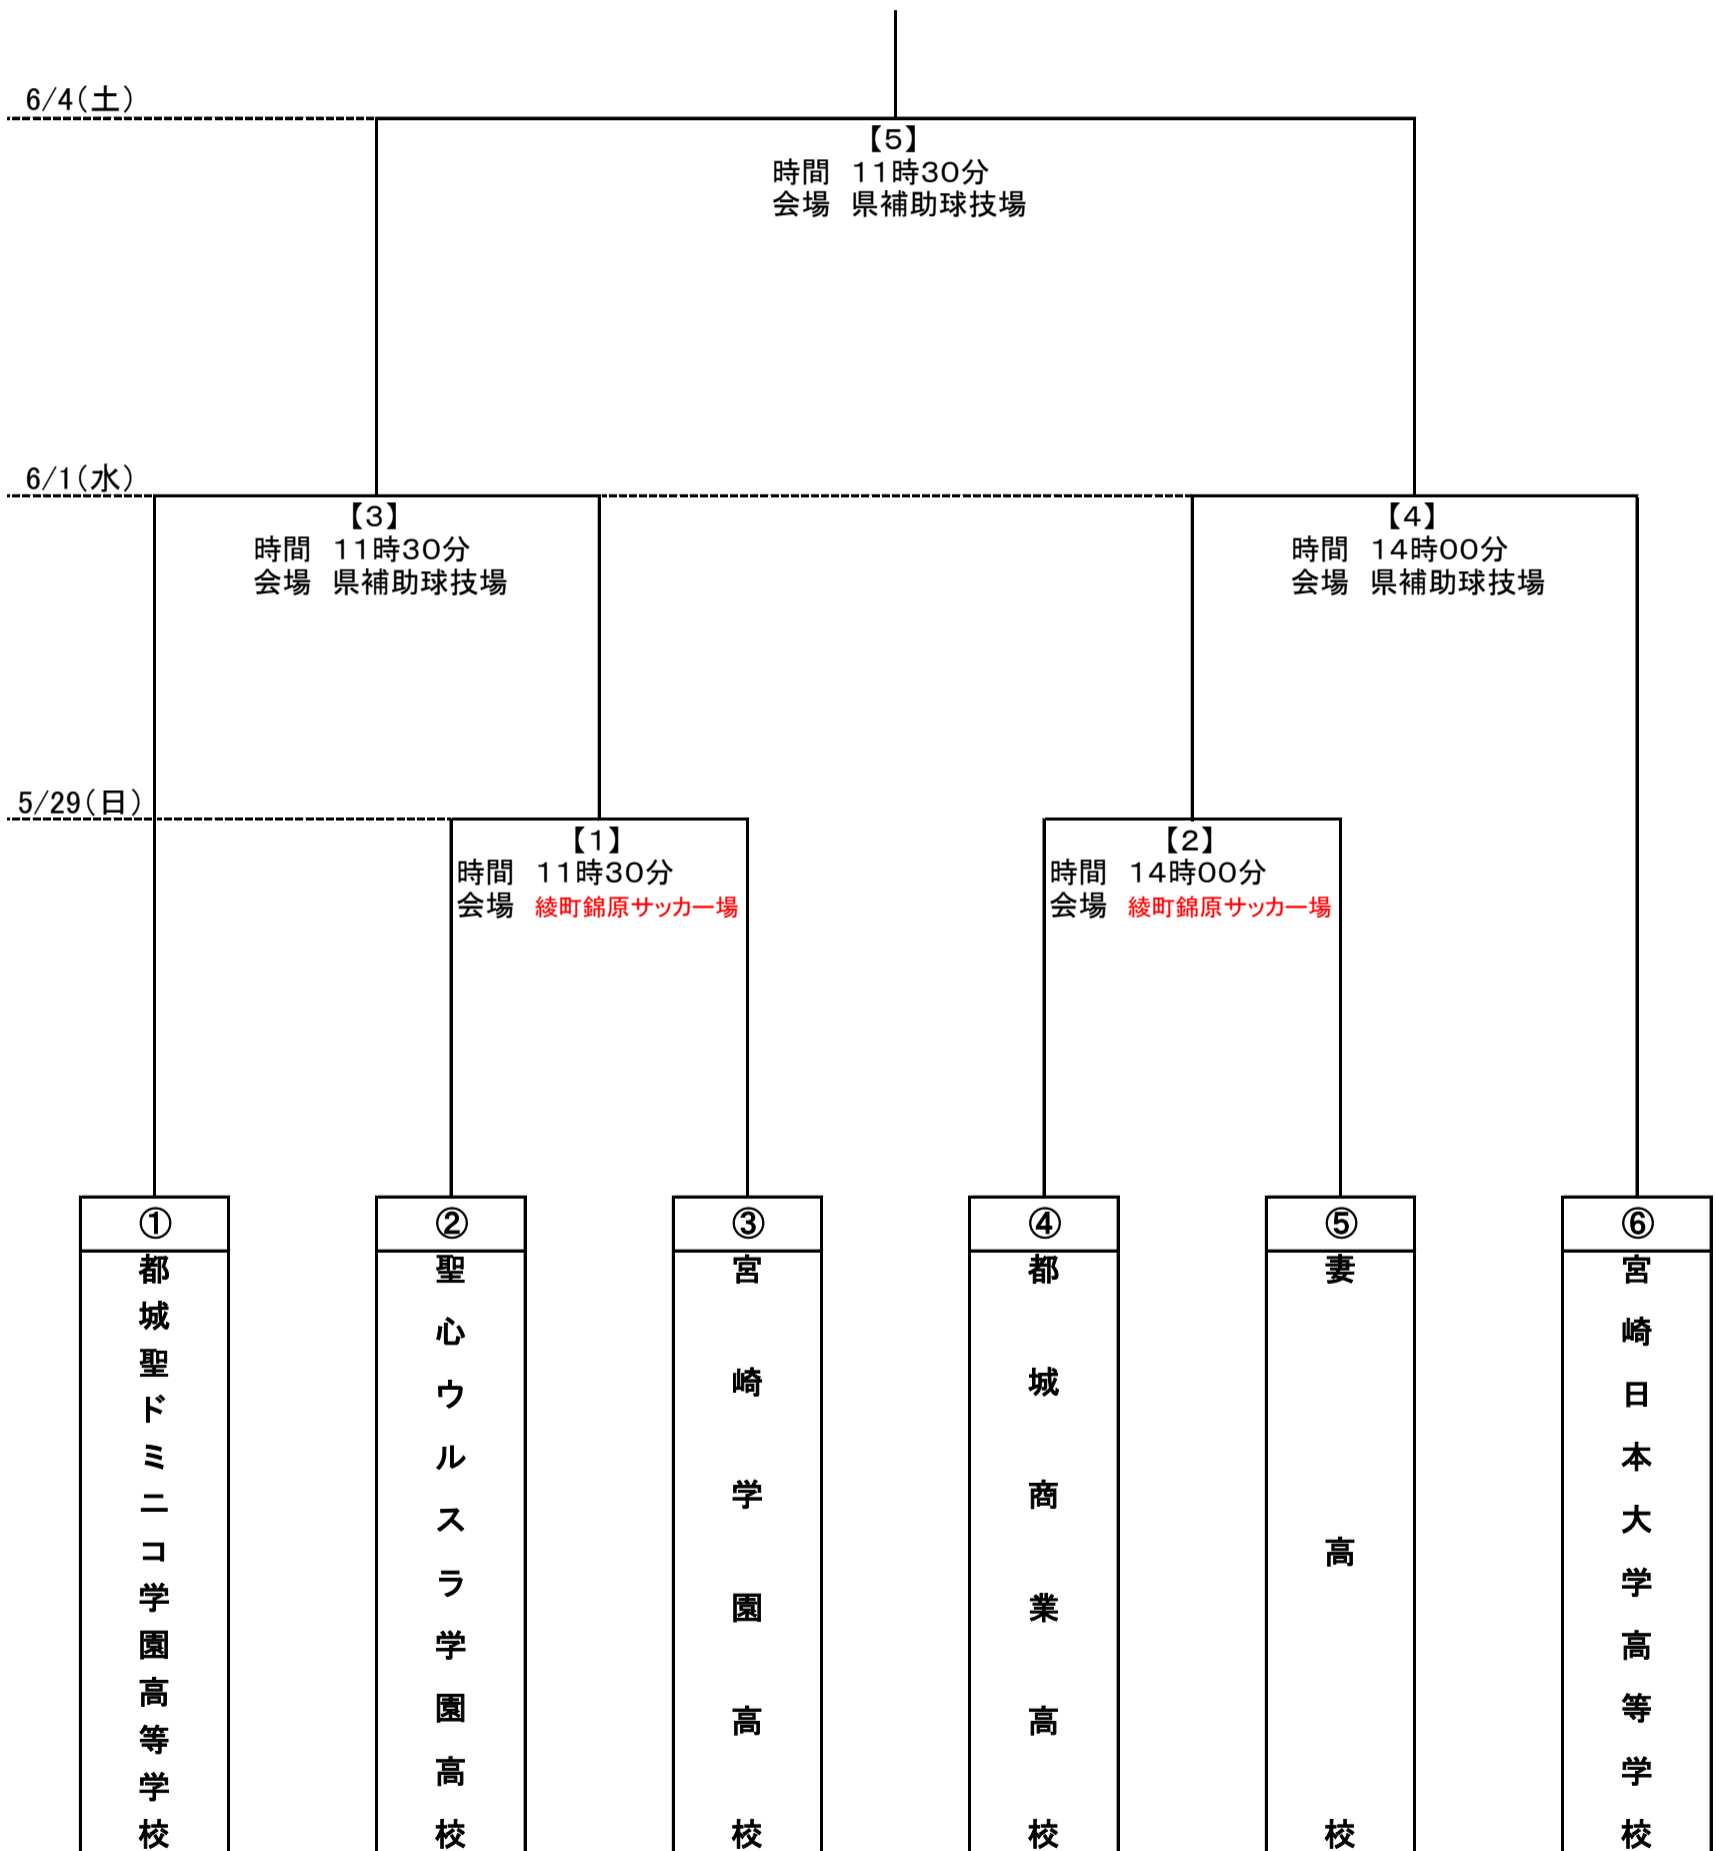 6/4(土)
【5】
時間　11時30分
会場　県補助球技場
6/1(水)
【3】
時間　11時30分
会場　県補助球技場
【4】
時間　14時00分
会場　県補助球技場
5/29(日)
【1】
時間　11時30分
会場　綾町錦原サッカー場
【2】
時間　14時00分
会場　綾町錦原サッカー場
①
都城聖ドミニコ学園高等学校
②
聖心ウルスラ学園高校
③
宮崎学園高校
④
都城商業高校
⑤
妻高校
⑥
宮崎日本大学高等学校